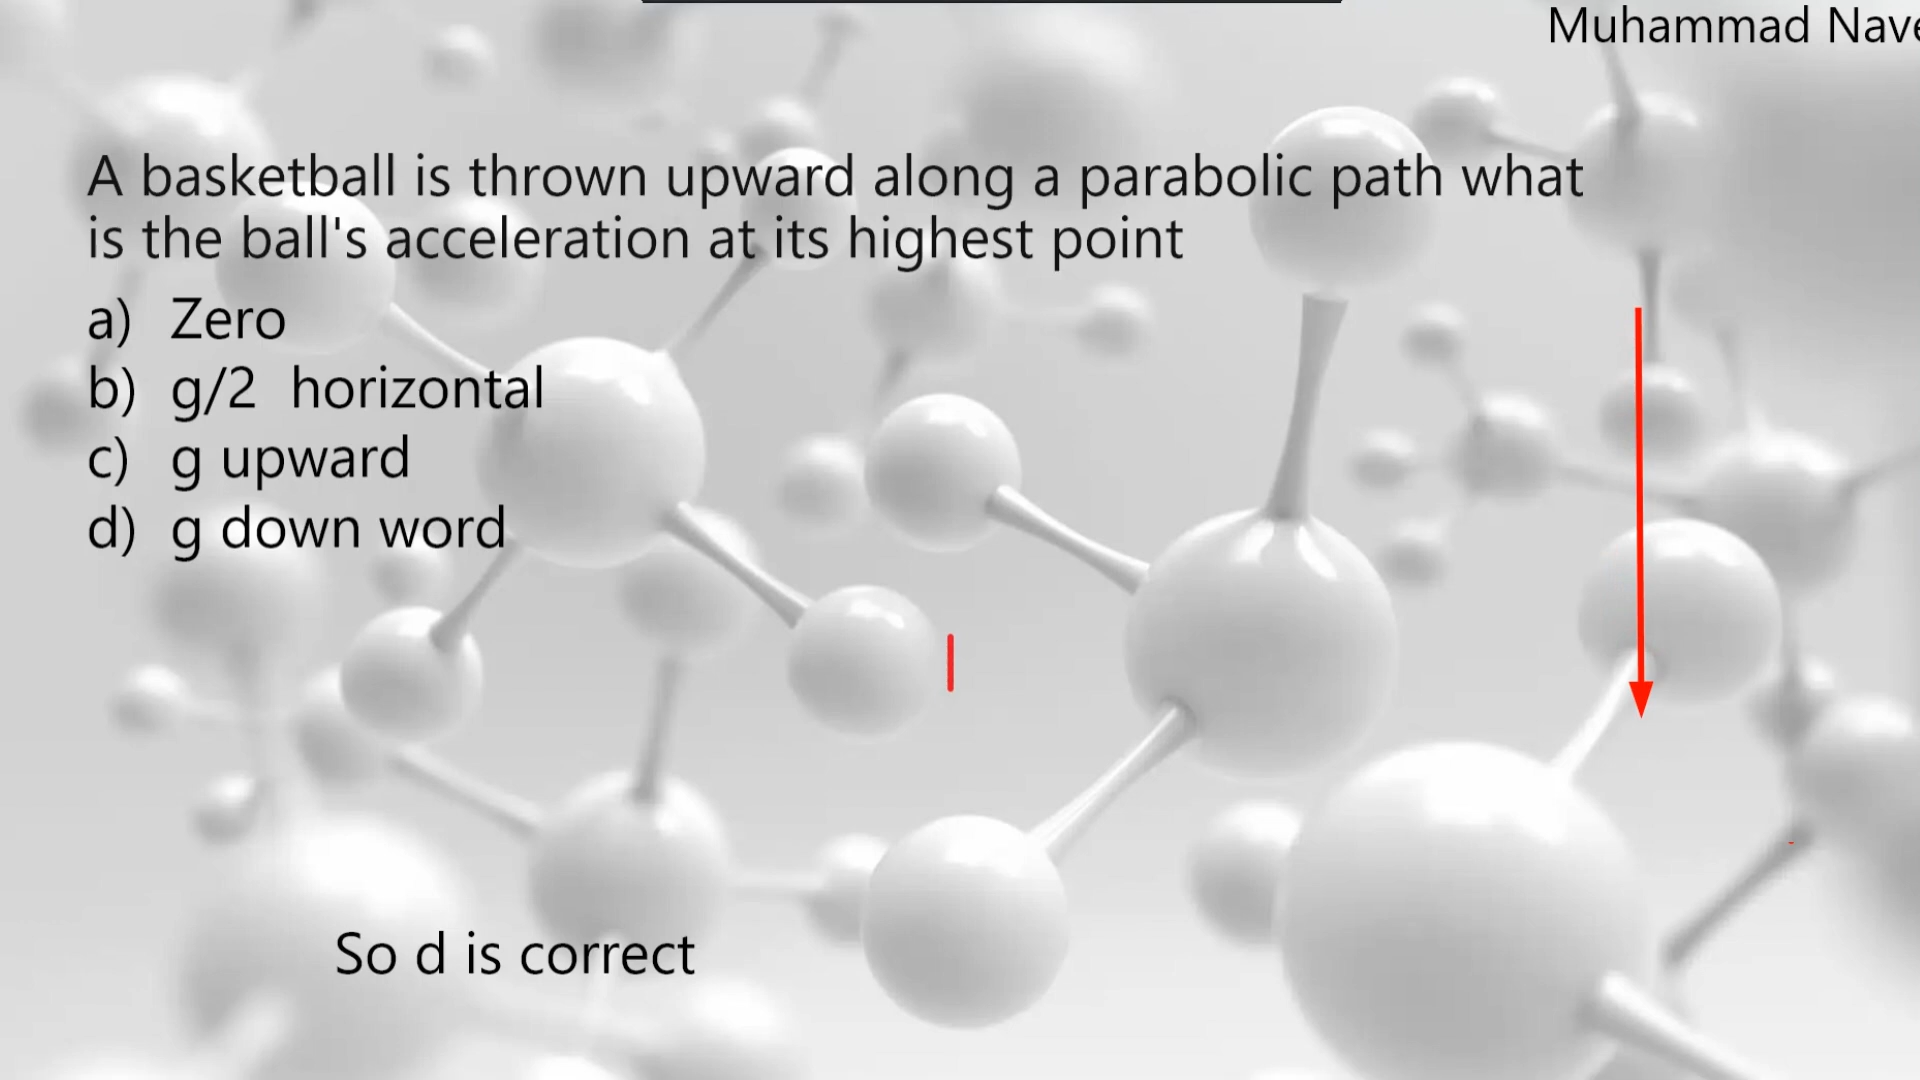 Muhammad
A basketball is thrown upward along a parabolic path what
is the ball's acceleration at its highest point
a) Zero
b) g/2 horizontal
c) g upward
d) g down word
So d is correct